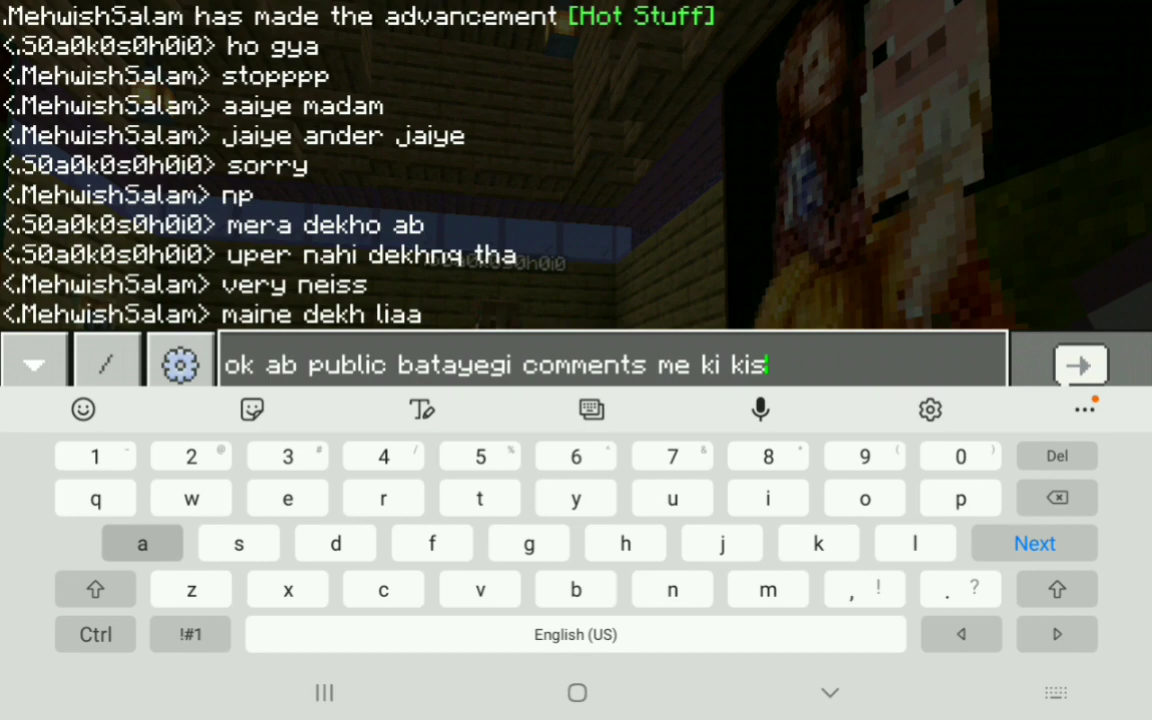 .MehwishSalam has made the advancement [Hot Stuff]
<.S0a0k0s0h0i0> ho gya
<.MehwishSalam> stopppp
<.MehwishSalam> aaiye madam
<.MehwishSalam> jaiye ander jaiye
<.S0a0k0s0h0i0> sorry
<.MehwishSalam> np
<.S0a0k0s0h0i0> mera dekho ab
<.S0a0k0s0h0i0> uper nahi dekhnq tha
<.MehwishSalam> very neiss
<.MehwishSalam> maine dekh liaa
/ ok ab public batayegi comments me ki kis
1 - 2 @ 3 # 4 / 5 % 6 ^ 7 & 8 * 9 ( 0 ) Del
q w e r t y u i o p
a s d f g h j k l Next
z x c v b n m , ! . ?
Ctrl !#1 English (US)